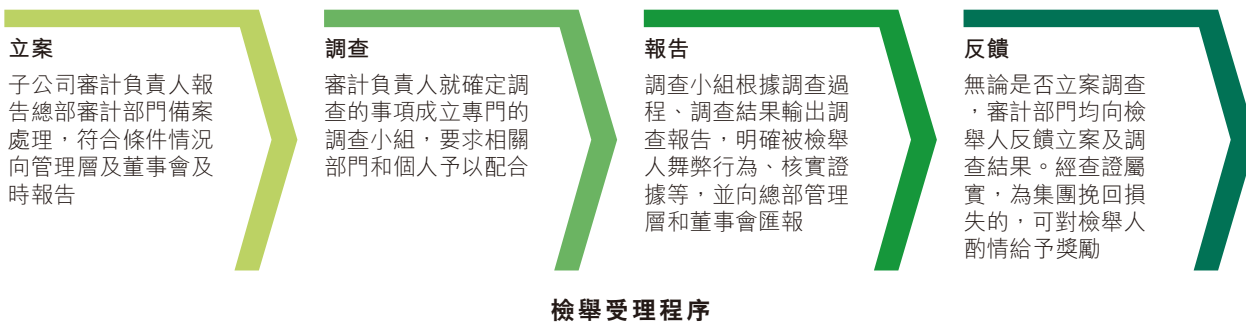 立案
子公司審計負責人報
告總部審計部門備案
處理，符合條件情況
向管理層及董事會及
時報告
調查
審計負責人就確定調
查的事項成立專門的
調查小組，要求相關
部門和個人予以配合
報告
調查小組根據調查過
程、調查結果輸出調
查報告，明確被檢舉
人舞弊行為、核實證
據等，並向總部管理
層和董事會匯報
反饋
無論是否立案調查
，審計部門均向檢
舉人反饋立案及調
查結果。經查證屬
實，為集團挽回損
失的，可對檢舉人
酌情給予獎勵
檢舉受理程序